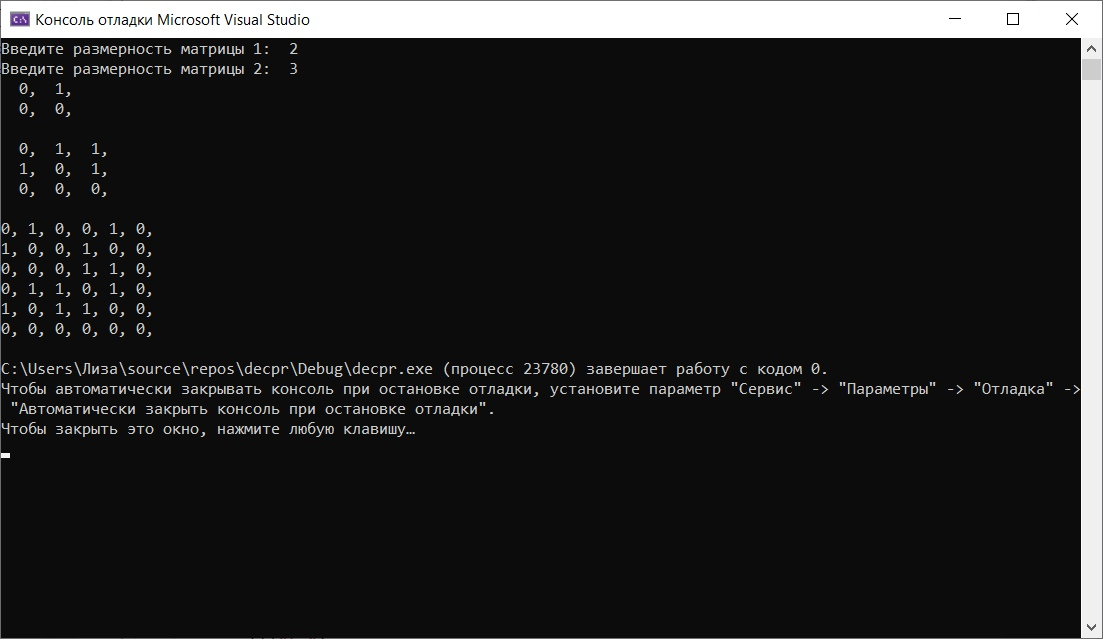 Консоль отладки Microsoft Visual Studio
Введите размерность матрицы 1:  2
Введите размерность матрицы 2:  3
  0,  1,
  0,  0,
  0,  1,  1,
  1,  0,  1,
  0,  0,  0,
0, 1, 0, 0, 1, 0,
1, 0, 0, 1, 0, 0,
0, 0, 0, 1, 1, 0,
0, 1, 1, 0, 1, 0,
1, 0, 1, 1, 0, 0,
0, 0, 0, 0, 0, 0,
C:\Users\Лиза\source\repos\decpr\Debug\decpr.exe (процесс 23780) завершает работу с кодом 0.
Чтобы автоматически закрывать консоль при остановке отладки, установите параметр "Сервис" -> "Параметры" -> "Отладка" ->
 "Автоматически закрыть консоль при остановке отладки".
Чтобы закрыть это окно, нажмите любую клавишу…